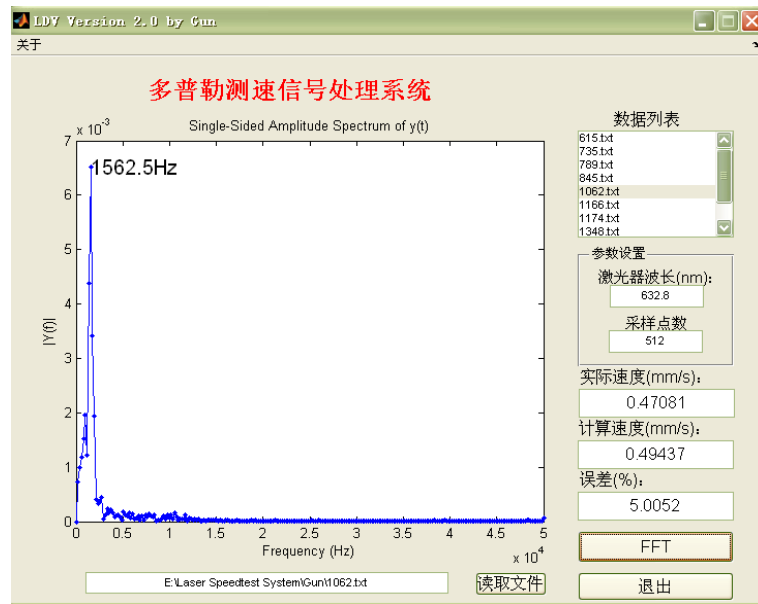 LDV Version 2.0 by Gun
关于
多普勒测速信号处理系统
x 10^-3
Single-Sided Amplitude Spectrum of y(t)
1562.5Hz
7
6
5
4
3
2
1
0
|Y(f)|
0 0.5 1 1.5 2 2.5 3 3.5 4 4.5 5
Frequency (Hz)
x 10^4
E:\Laser Speedtest System\Gun\1062.txt
读取文件
数据列表
615.txt
735.txt
789.txt
845.txt
1062.txt
1166.txt
1174.txt
1348.txt
参数设置
激光器波长(nm):
632.8
采样点数
512
实际速度(mm/s):
0.47081
计算速度(mm/s):
0.49437
误差(%):
5.0052
FFT
退出